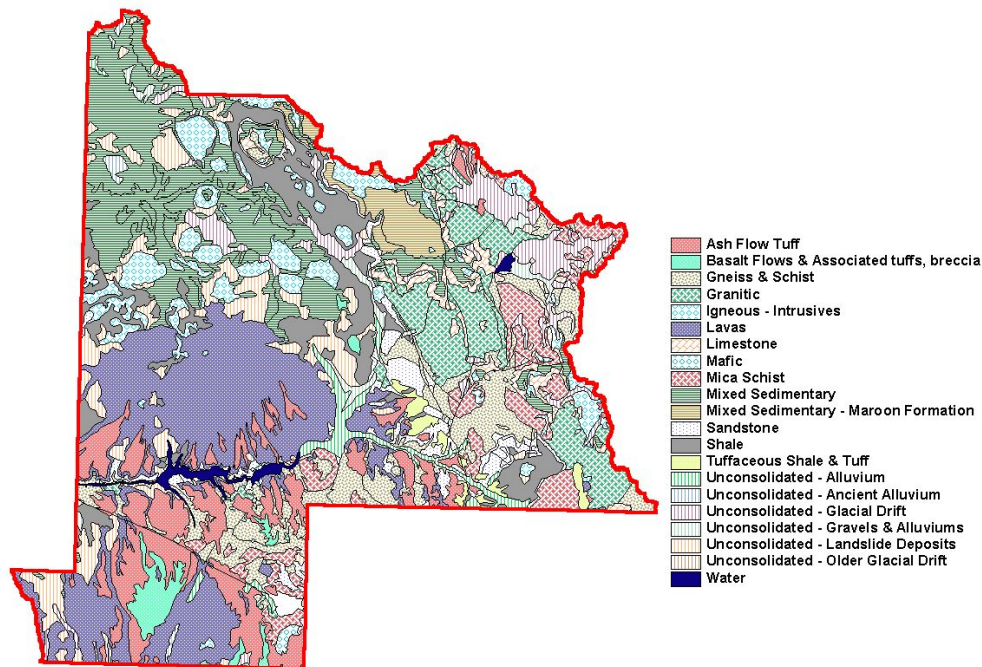 Ash Flow Tuff
Basalt Flows & Associated tuffs, breccia
Gneiss & Schist
Granitic
Igneous - Intrusives
Lavas
Limestone
Mafic
Mica Schist
Mixed Sedimentary
Mixed Sedimentary - Maroon Formation
Sandstone
Shale
Tuffaceous Shale & Tuff
Unconsolidated - Alluvium
Unconsolidated - Ancient Alluvium
Unconsolidated - Glacial Drift
Unconsolidated - Gravels & Alluviums
Unconsolidated - Landslide Deposits
Unconsolidated - Older Glacial Drift
Water